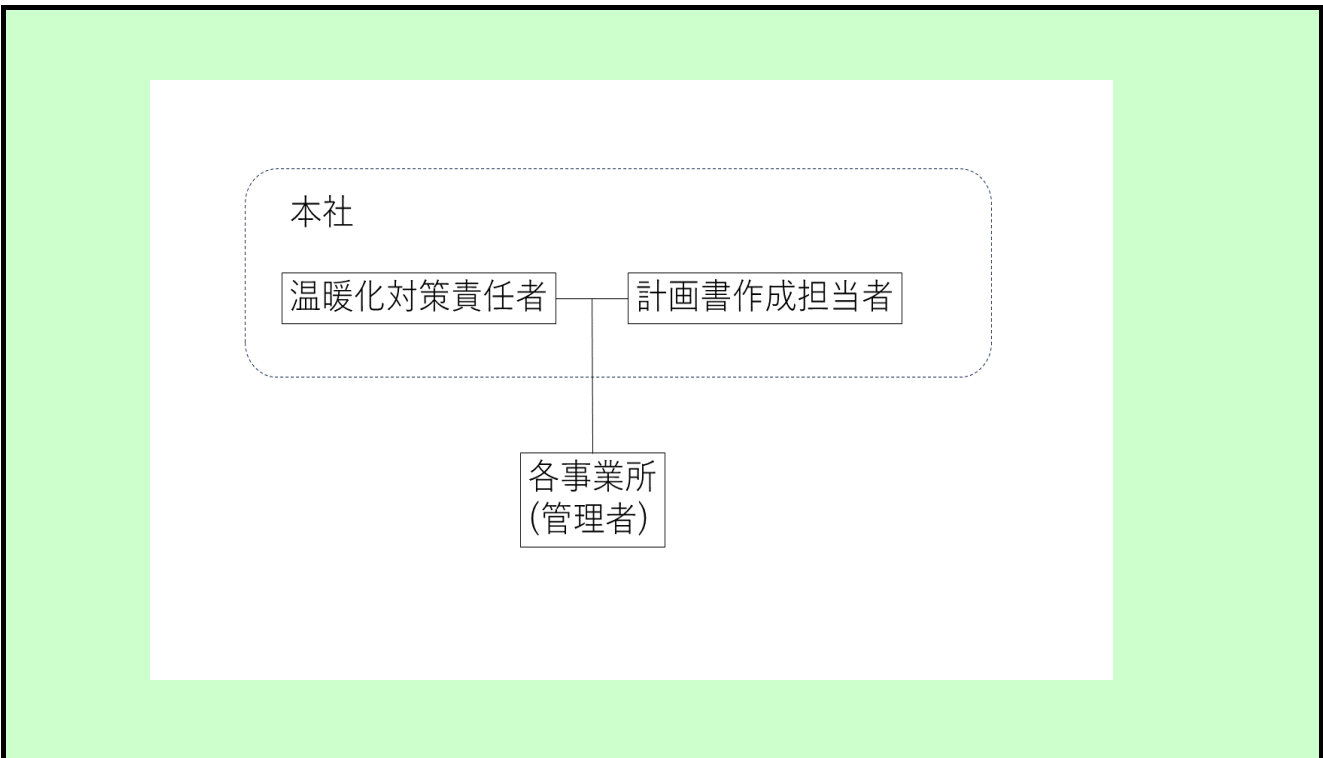 本社
温暖化対策責任者
計画書作成担当者
各事業所
(管理者)